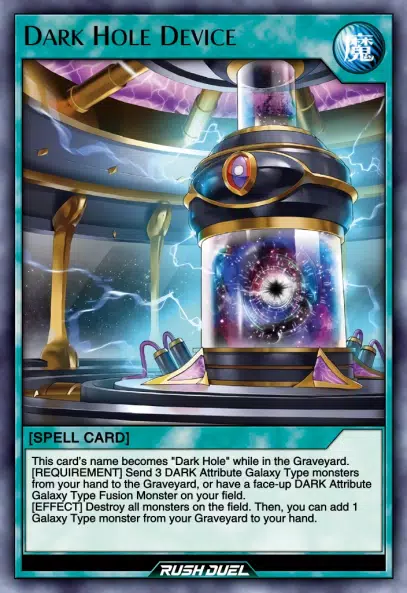 Dark Hole Device
魔
[SPELL CARD]
This card's name becomes "Dark Hole" while in the Graveyard.
[REQUIREMENT] Send 3 DARK Attribute Galaxy Type monsters
from your hand to the Graveyard, or have a face-up DARK Attribute
Galaxy Type Fusion Monster on your field.
[EFFECT] Destroy all monsters on the field. Then, you can add 1
Galaxy Type monster from your Graveyard to your hand.
RUSH DUEL